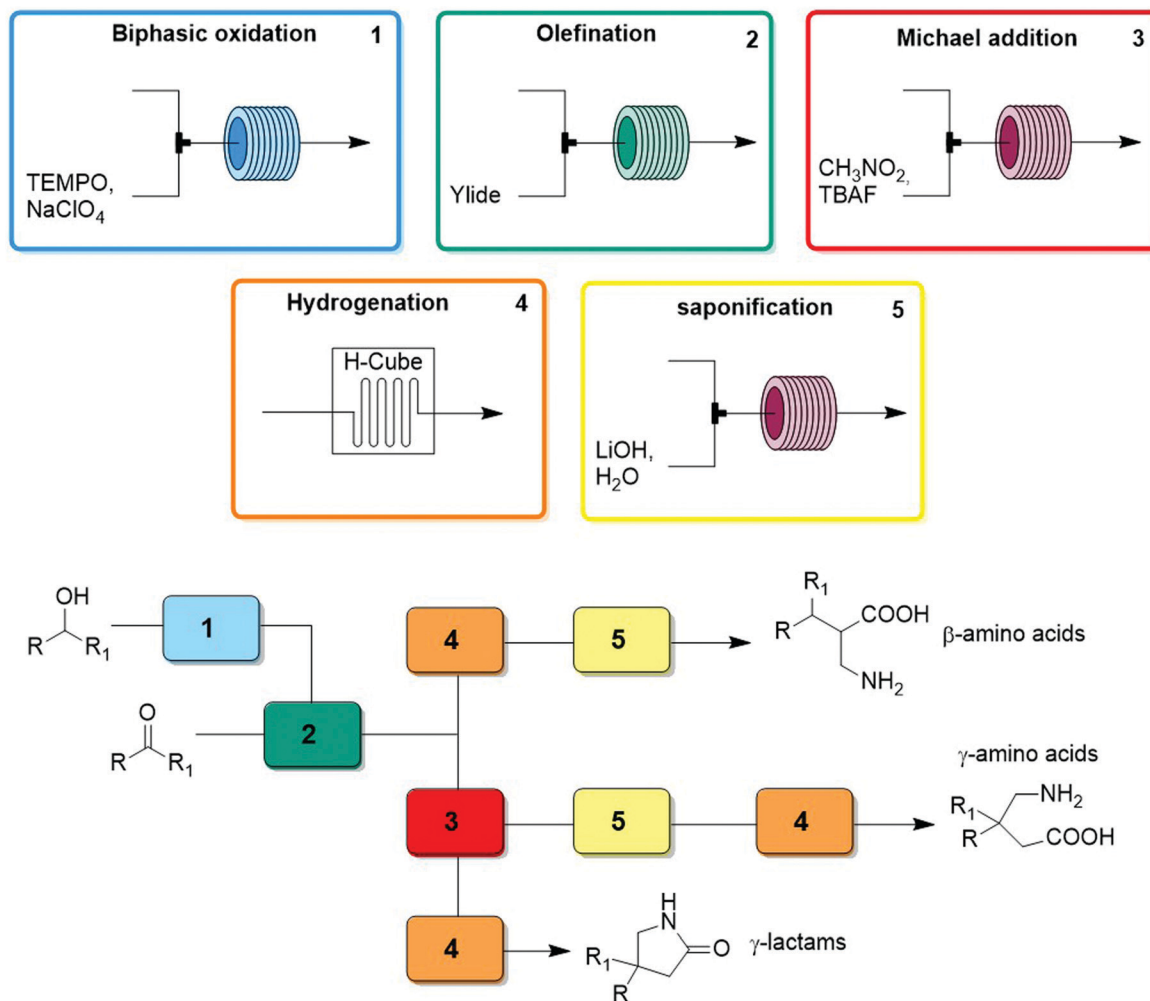 Biphasic oxidation 1
TEMPO,
NaClO4
Olefination 2
Ylide
Michael addition 3
CH3NO2,
TBAF
Hydrogenation 4
H-Cube
saponification 5
LiOH,
H2O
OH
R R1
1
O
R R1
2
4
5
R1
R COOH
NH2
β-amino acids
3
5
4
γ-amino acids
R1 NH2
R COOH
4
H
N
R1 O
R
γ-lactams